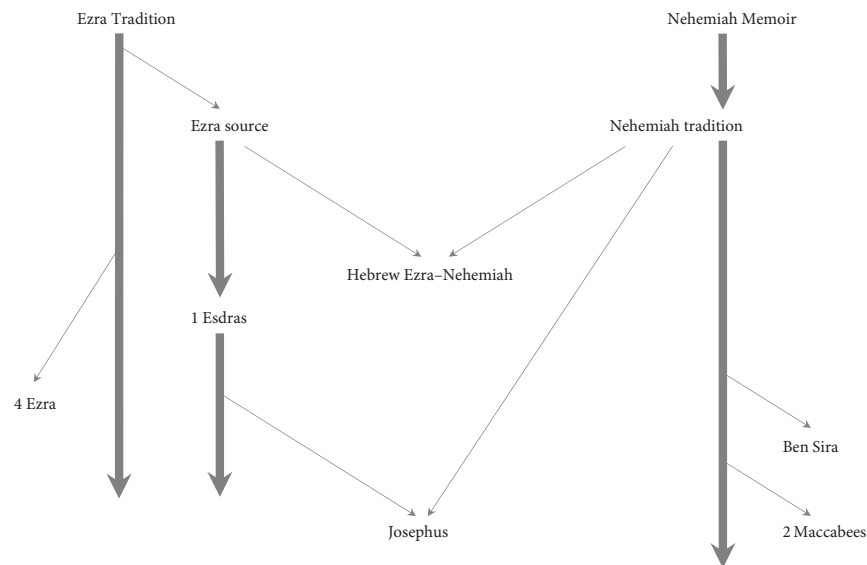 Ezra Tradition
Nehemiah Memoir
Ezra source
Nehemiah tradition
Hebrew Ezra–Nehemiah
1 Esdras
4 Ezra
Ben Sira
Josephus
2 Maccabees